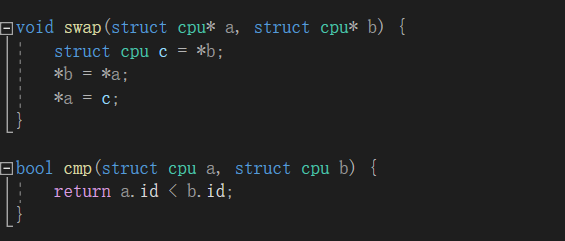 void swap(struct cpu* a, struct cpu* b) {
struct cpu c = *b;
*b = *a;
*a = c;
}
bool cmp(struct cpu a, struct cpu b) {
return a.id < b.id;
}